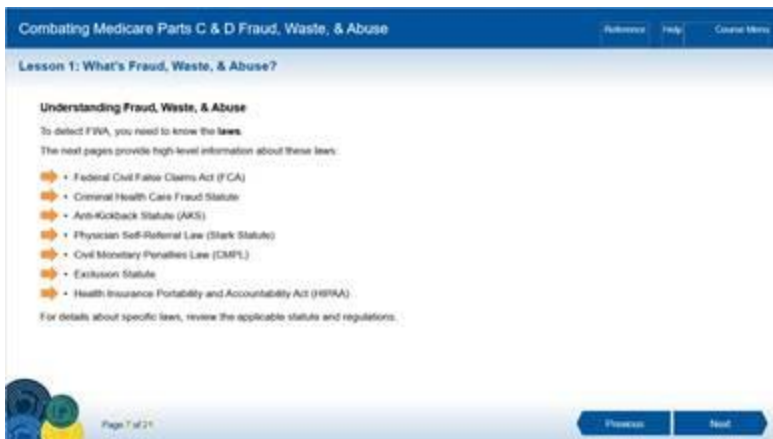 Combating Medicare Parts C & D Fraud, Waste, & Abuse
Reference Help Course Menu
Lesson 1: What's Fraud, Waste, & Abuse?
Understanding Fraud, Waste, & Abuse
To detect FWA, you need to know the laws.
The next pages provide high-level information about these laws:
• Federal Civil False Claims Act (FCA)
• Criminal Health Care Fraud Statute
• Anti-Kickback Statute (AKS)
• Physician Self-Referral Law (Stark Statute)
• Civil Monetary Penalties Law (CMPL)
• Exclusion Statute
• Health Insurance Portability and Accountability Act (HIPAA)
For details about specific laws, review the applicable statute and regulations.
Page 7 of 21
Previous Next